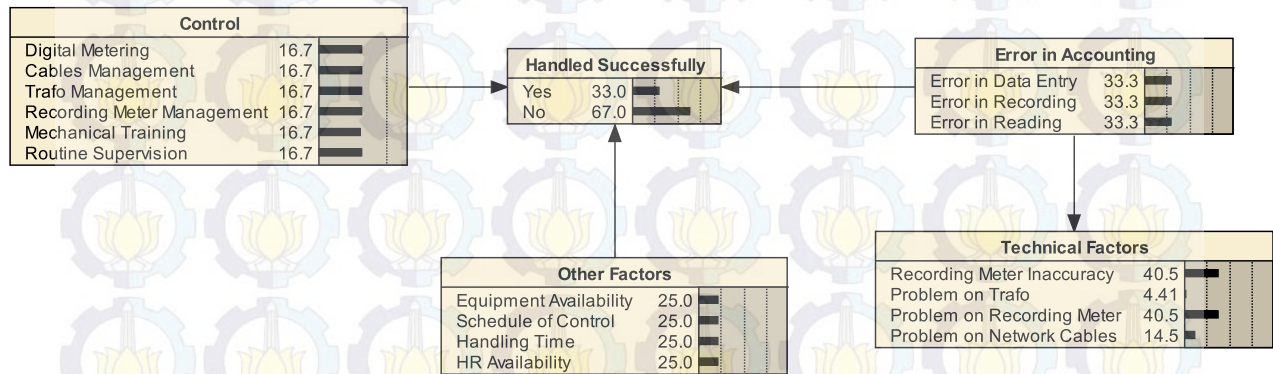 Control
Digital Metering 16.7
Cables Management 16.7
Trafo Management 16.7
Recording Meter Management 16.7
Mechanical Training 16.7
Routine Supervision 16.7
Handled Successfully
Yes 33.0
No 67.0
Error in Accounting
Error in Data Entry 33.3
Error in Recording 33.3
Error in Reading 33.3
Other Factors
Equipment Availability 25.0
Schedule of Control 25.0
Handling Time 25.0
HR Availability 25.0
Technical Factors
Recording Meter Inaccuracy 40.5
Problem on Trafo 4.41
Problem on Recording Meter 40.5
Problem on Network Cables 14.5